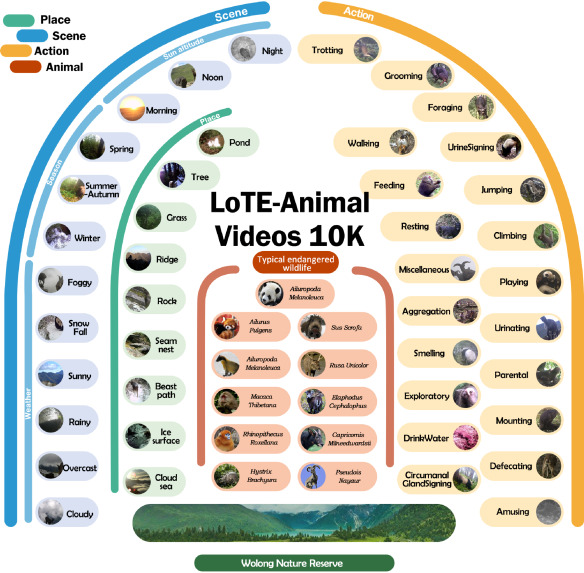 Place
Scene
Action
Animal
Scene
Sun altitude
Season
Weather
Night
Noon
Morning
Spring
Summer
-Autumn
Winter
Foggy
Snow
Fall
Sunny
Rainy
Overcast
Cloudy
Place
Pond
Tree
Grass
Ridge
Rock
Seam
nest
Beast
path
Ice
surface
Cloud
sea
LoTE-Animal
Videos 10K
Typical endangered
wildlife
Ailuropoda
Melanoleuca
Ailurus
Fulgens
Sus Scrofa
Ailuropoda
Melanoleuca
Rusa Unicolor
Macaca
Thibetana
Elaphodus
Cephalophus
Rhinopithecus
Roxellana
Capricornis
Milneedwardsii
Hystrix
Brachyura
Pseudois
Nayaur
Action
Trotting
Grooming
Foraging
Walking
UrineSigning
Feeding
Jumping
Resting
Climbing
Miscellaneous
Playing
Aggregation
Urinating
Smelling
Parental
Exploratory
Mounting
DrinkWater
Defecating
Circumanal
GlandSigning
Amusing
Wolong Nature Reserve